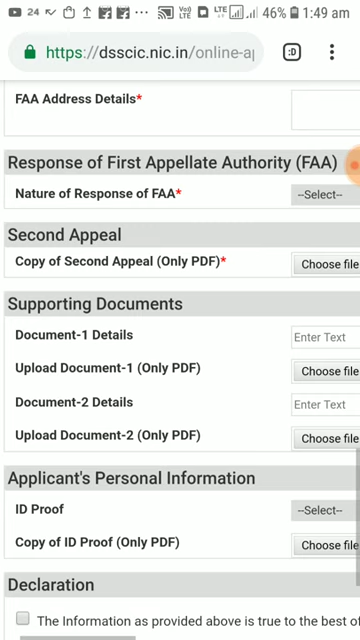 24 ... Vo)) LTE LTE 46% 1:49 am
https://dsscic.nic.in/online-ap :D
FAA Address Details*
Response of First Appellate Authority (FAA)
Nature of Response of FAA* --Select--
Second Appeal
Copy of Second Appeal (Only PDF)* Choose file
Supporting Documents
Document-1 Details Enter Text
Upload Document-1 (Only PDF) Choose file
Document-2 Details Enter Text
Upload Document-2 (Only PDF) Choose file
Applicant's Personal Information
ID Proof --Select--
Copy of ID Proof (Only PDF) Choose file
Declaration
The Information as provided above is true to the best of